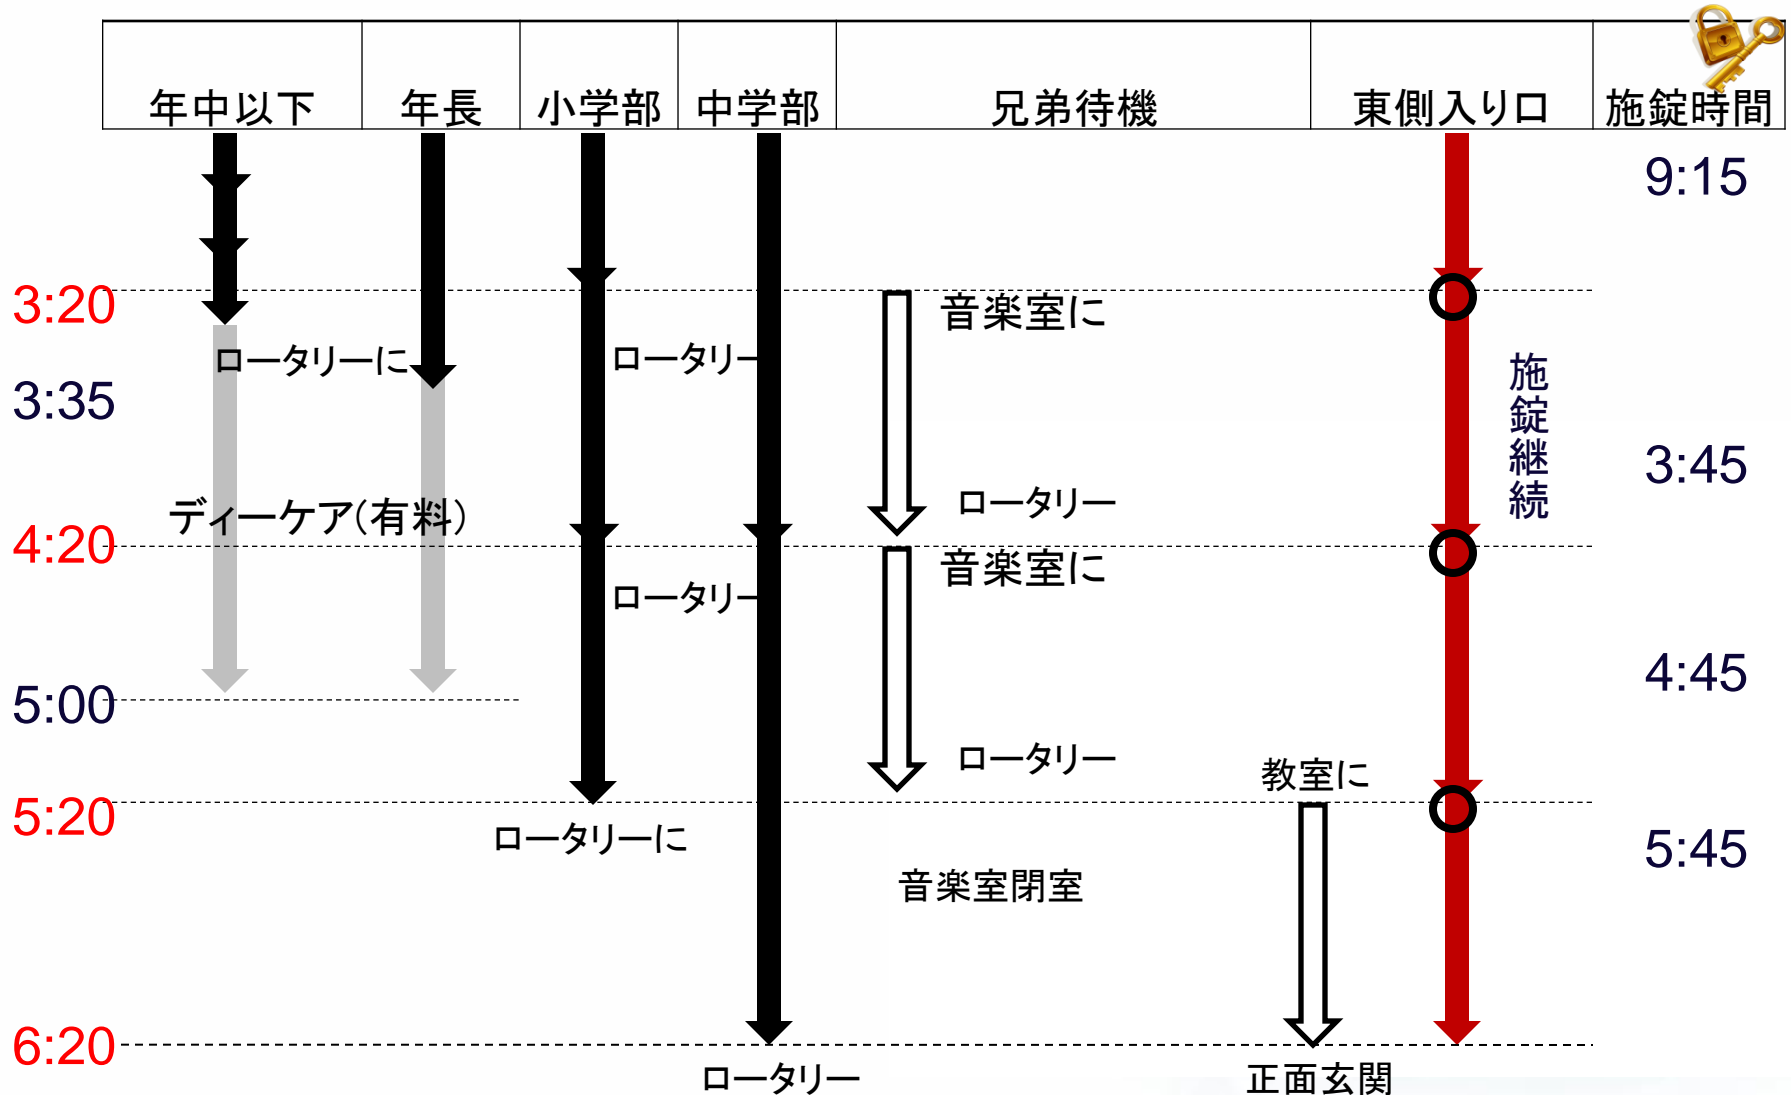 年中以下 年長 小学部 中学部 兄弟待機 東側入り口 施錠時間
9:15
3:20 音楽室に
ロータリーに ロータリー
3:35
施錠継続
3:45
ロータリー
ディーケア(有料)
4:20 音楽室に
ロータリー
4:45
5:00
ロータリー
教室に
5:20
ロータリーに
5:45
音楽室閉室
6:20
ロータリー 正面玄関